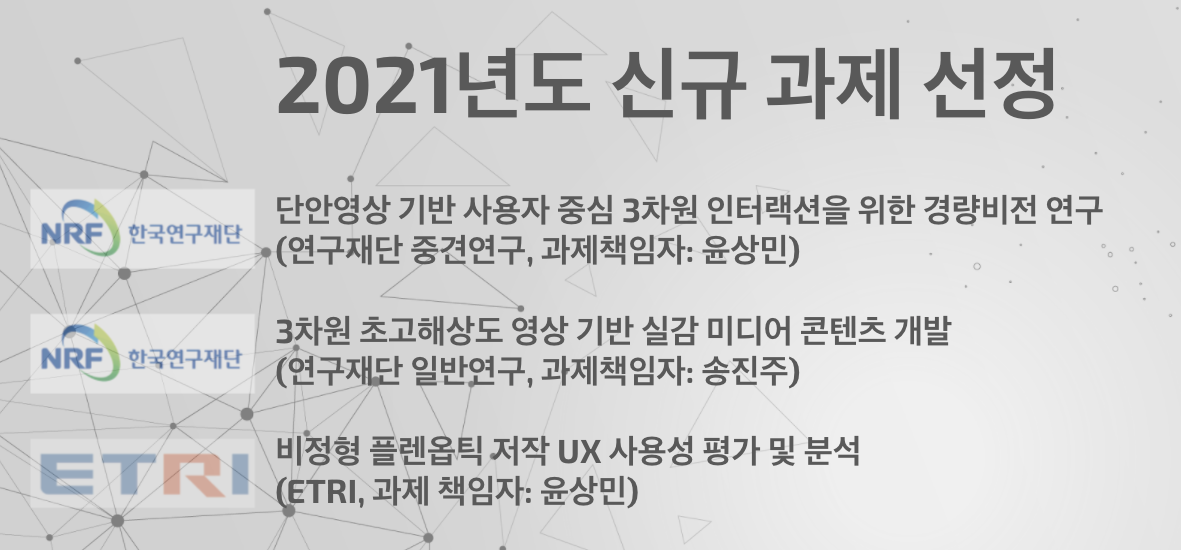 2021년도 신규 과제 선정
NRF 한국연구재단
단안영상 기반 사용자 중심 3차원 인터랙션을 위한 경량비전 연구
(연구재단 중견연구, 과제책임자: 윤상민)
NRF 한국연구재단
3차원 초고해상도 영상 기반 실감 미디어 콘텐츠 개발
(연구재단 일반연구, 과제책임자: 송진주)
ETRI
비정형 플렌옵틱 저작 UX 사용성 평가 및 분석
(ETRI, 과제 책임자: 윤상민)